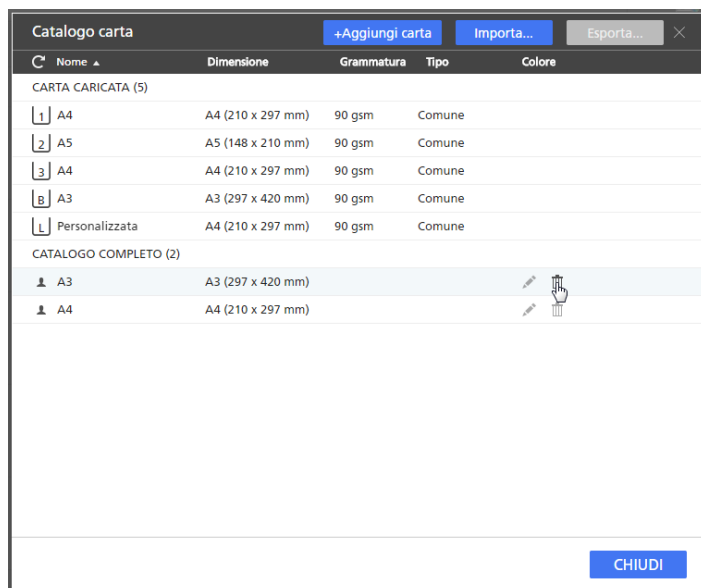 Catalogo carta +Aggiungi carta Importa... Esporta...
Nome Dimensione Grammatura Tipo Colore
CARTA CARICATA (5)
1 A4 A4 (210 x 297 mm) 90 gsm Comune
2 A5 A5 (148 x 210 mm) 90 gsm Comune
3 A4 A4 (210 x 297 mm) 90 gsm Comune
B A3 A3 (297 x 420 mm) 90 gsm Comune
L Personalizzata A4 (210 x 297 mm) 90 gsm Comune
CATALOGO COMPLETO (2)
A3 A3 (297 x 420 mm)
A4 A4 (210 x 297 mm)
CHIUDI